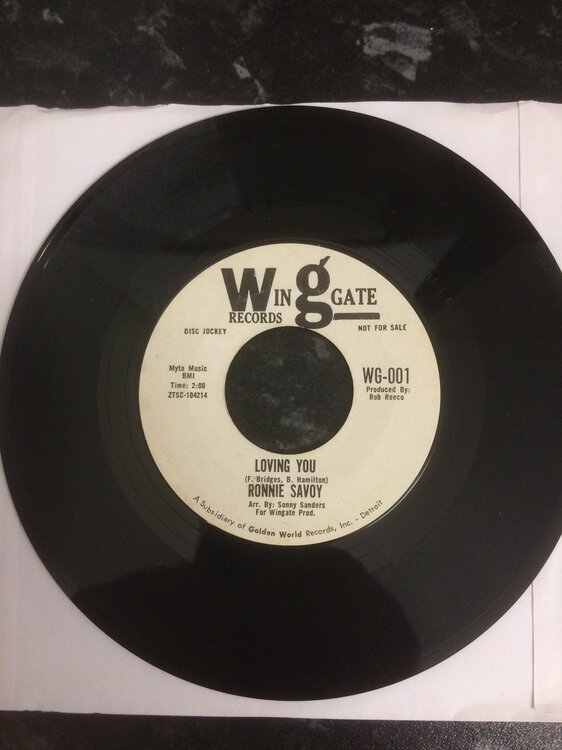 WINGATE
RECORDS
DISC JOCKEY
NOT FOR SALE
Myto Music
BMI
Time: 2:00
ZTSC-104214
WG-001
Produced By:
Rob Reeco
LOVING YOU
(F. Bridges, B. Hamilton)
RONNIE SAVOY
Arr. By: Sonny Sanders
For Wingate Prod.
A Subsidiary of Golden World Records, Inc. - Detroit